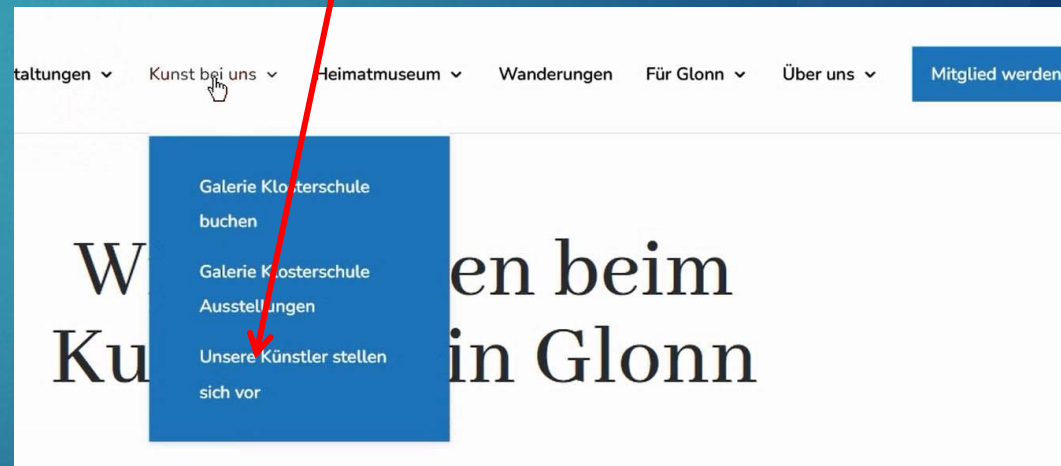 taltungen Kunst bei uns Heimatmuseum Wanderungen Für Glonn Über uns Mitglied werden
Galerie Klosterschule
buchen
Galerie Klosterschule
Ausstellungen
Unsere Künstler stellen
sich vor
W en beim
Ku in Glonn